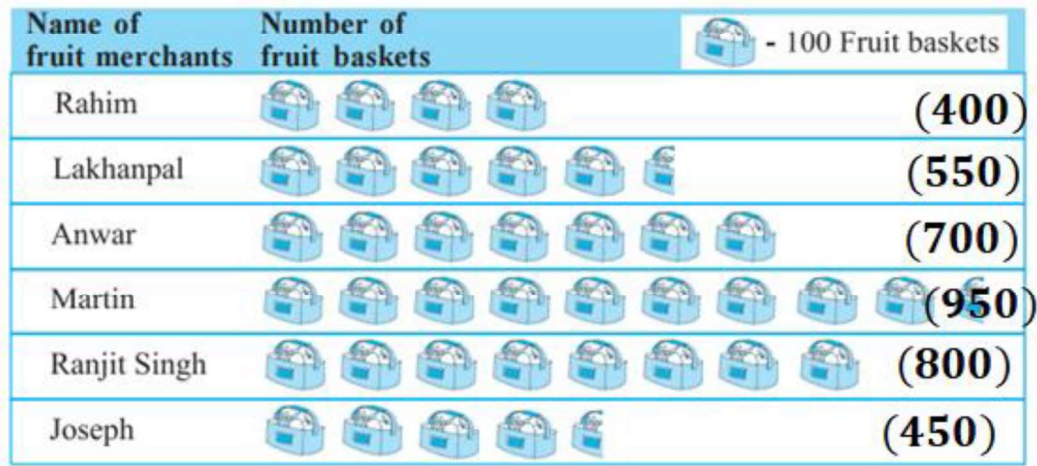 Name of fruit merchants
Number of fruit baskets
- 100 Fruit baskets
Rahim (400)
Lakhanpal (550)
Anwar (700)
Martin (950)
Ranjit Singh (800)
Joseph (450)